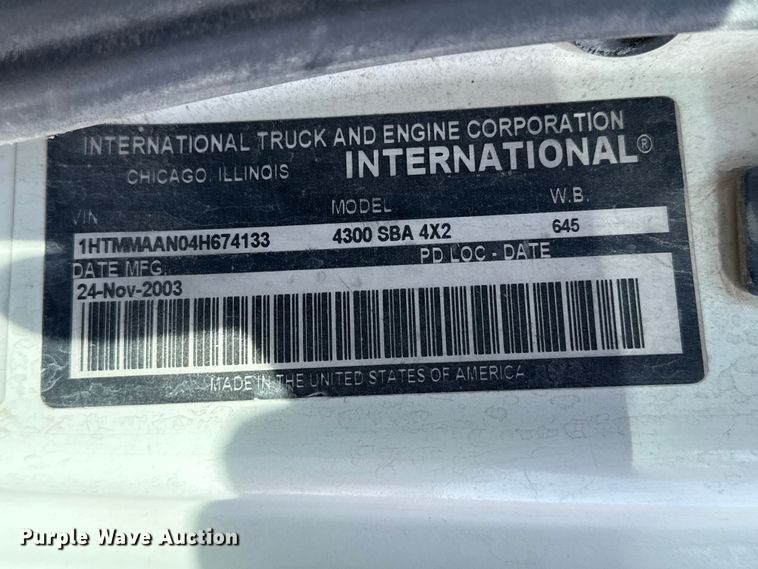 INTERNATIONAL TRUCK AND ENGINE CORPORATION
CHICAGO, ILLINOIS INTERNATIONAL®
VIN MODEL W.B.
1HTMMAAN04H674133 4300 SBA 4X2 645
DATE MFG. PD LOC - DATE
24-Nov-2003
MADE IN THE UNITED STATES OF AMERICA
Purple Wave Auction